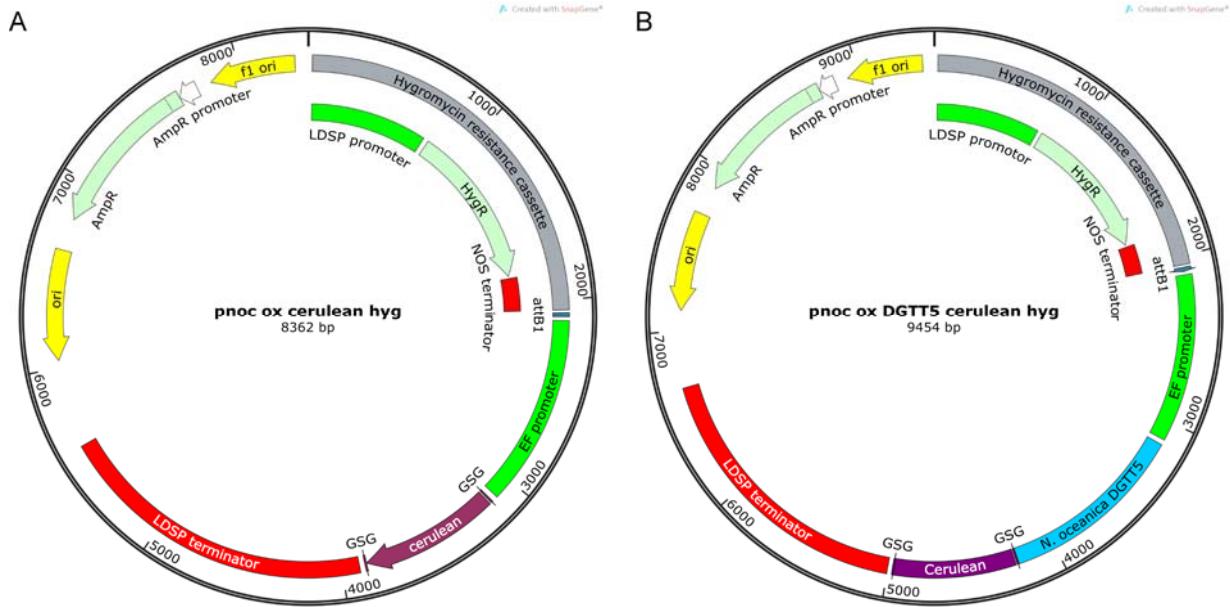 A
Created with SnapGene®
8000
f1 ori
AmpR promoter
AmpR
7000
ori
6000
Hygromycin resistance cassette
1000
LDSP promoter
HygR
NOS terminator
2000
attB1
pnoc ox cerulean hyg
8362 bp
EF promoter
3000
GSG
cerulean
GSG
4000
LDSP terminator
5000
B
Created with SnapGene®
9000
f1 ori
AmpR promoter
AmpR
8000
ori
7000
Hygromycin resistance cassette
1000
LDSP promotor
HygR
NOS terminator
2000
attB1
pnoc ox DGTT5 cerulean hyg
9454 bp
EF promoter
3000
N. oceanica DGTT5
4000
GSG
Cerulean
GSG
5000
LDSP terminator
6000